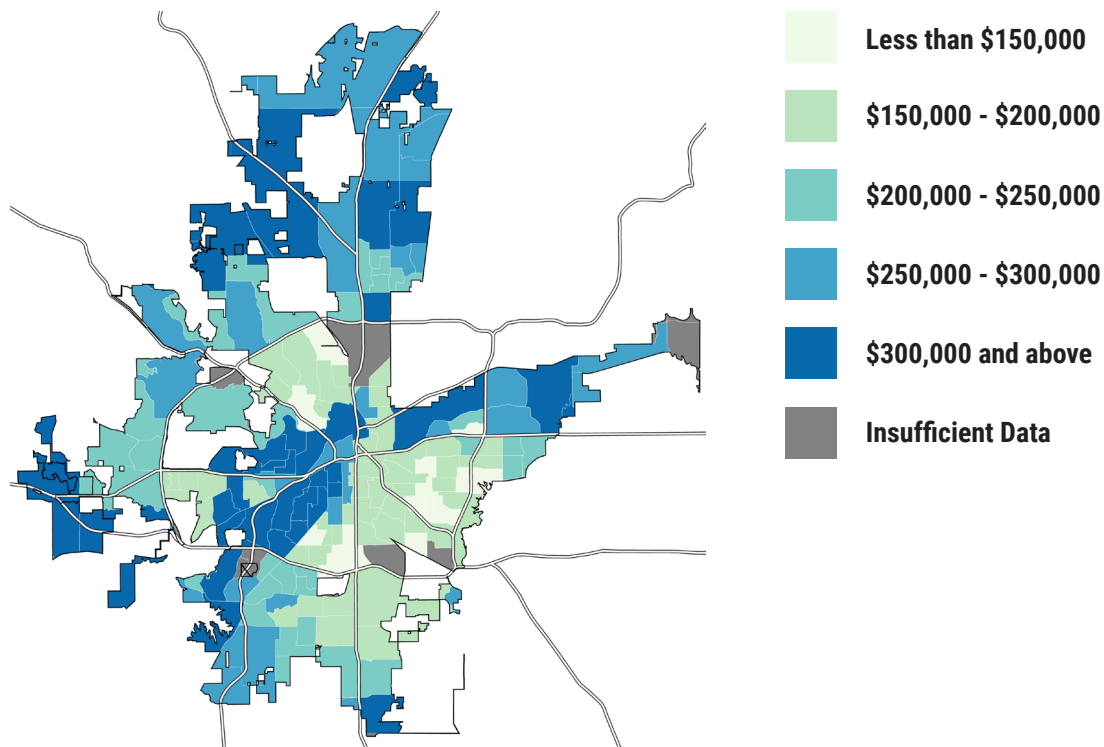 Less than $150,000
$150,000 - $200,000
$200,000 - $250,000
$250,000 - $300,000
$300,000 and above
Insufficient Data